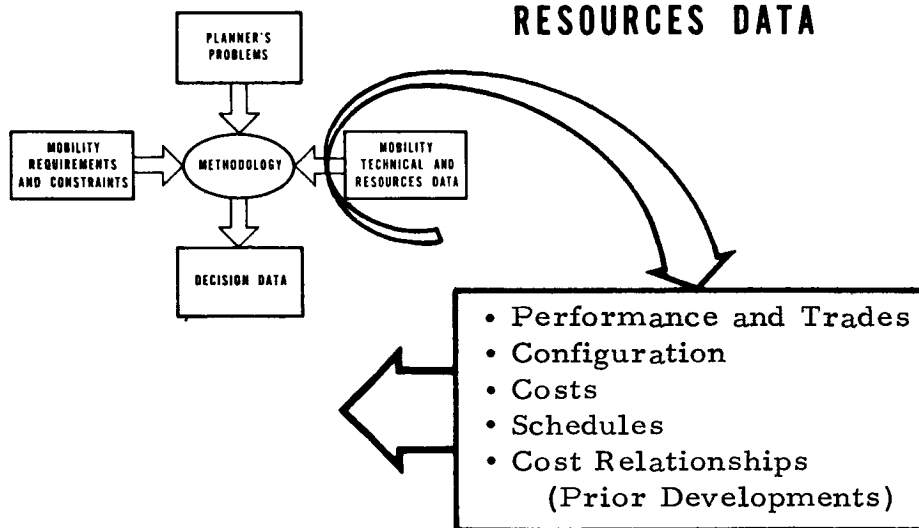 RESOURCES DATA
PLANNER'S
PROBLEMS
MOBILITY
REQUIREMENTS
AND CONSTRAINTS
METHODOLOGY
MOBILITY
TECHNICAL AND
RESOURCES DATA
DECISION DATA
• Performance and Trades
• Configuration
• Costs
• Schedules
• Cost Relationships
(Prior Developments)